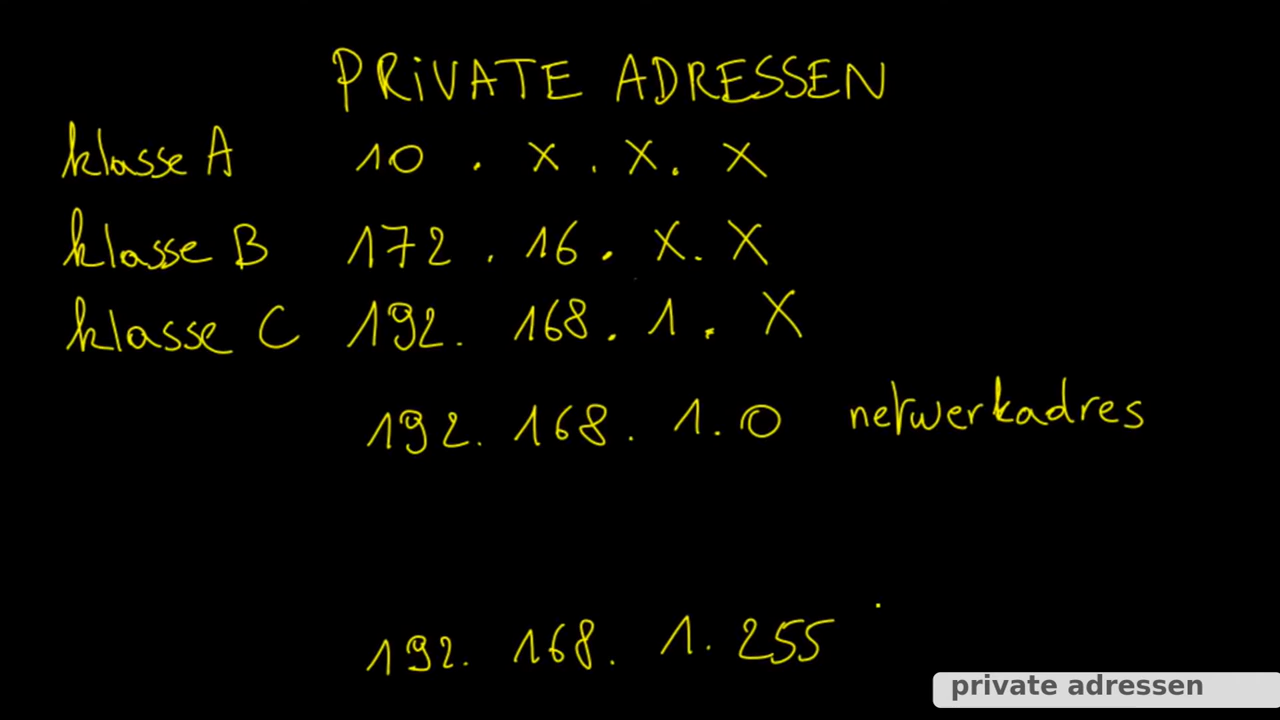 PRIVATE ADRESSEN
klasse A 10 . X . X . X
klasse B 172 . 16 . X . X
klasse C 192. 168 . 1 . X
192. 168 . 1 . 0 netwerkadres
192. 168. 1. 255
private adressen